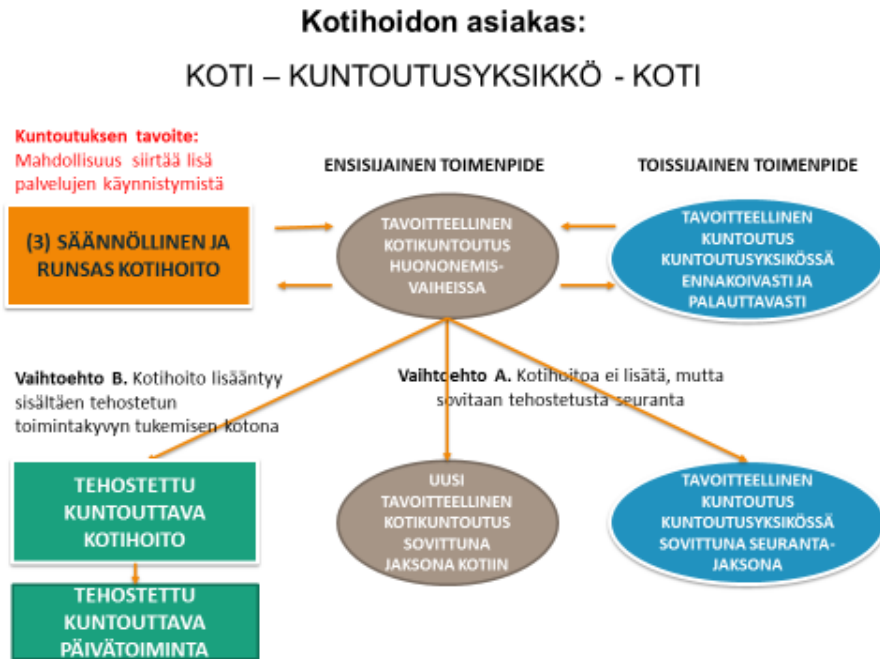 Kotihoidon asiakas:
KOTI – KUNTOUTUSYKSIKKÖ - KOTI
Kuntoutuksen tavoite:
Mahdollisuus siirtää lisä
palvelujen käynnistymistä
ENSISIJAINEN TOIMENPIDE
TOISSIJAINEN TOIMENPIDE
(3) SÄÄNNÖLLINEN JA
RUNSAS KOTIHOITO
TAVOITTEELLINEN
KOTIKUNTOUTUS
HUONONEMIS-
VAIHEISSA
TAVOITTEELLINEN
KUNTOUTUS
KUNTOUTUSYKSIKÖSSÄ
ENNAKOIVASTI JA
PALAUTTAVASTI
Vaihtoehto B. Kotihoito lisääntyy
sisältäen tehostetun
toimintakyvyn tukemisen kotona
Vaihtoehto A. Kotihoitoa ei lisätä, mutta
sovitaan tehostetusta seuranta
TEHOSTETTU
KUNTOUTTAVA
KOTIHOITO
UUSI
TAVOITTEELLINEN
KOTIKUNTOUTUS
SOVITTUNA
JAKSONA KOTIIN
TAVOITTEELLINEN
KUNTOUTUS
KUNTOUTUSYKSIKÖSSÄ
SOVITTUNA SEURANTA-
JAKSONA
TEHOSTETTU
KUNTOUTTAVA
PÄIVÄTOIMINTA